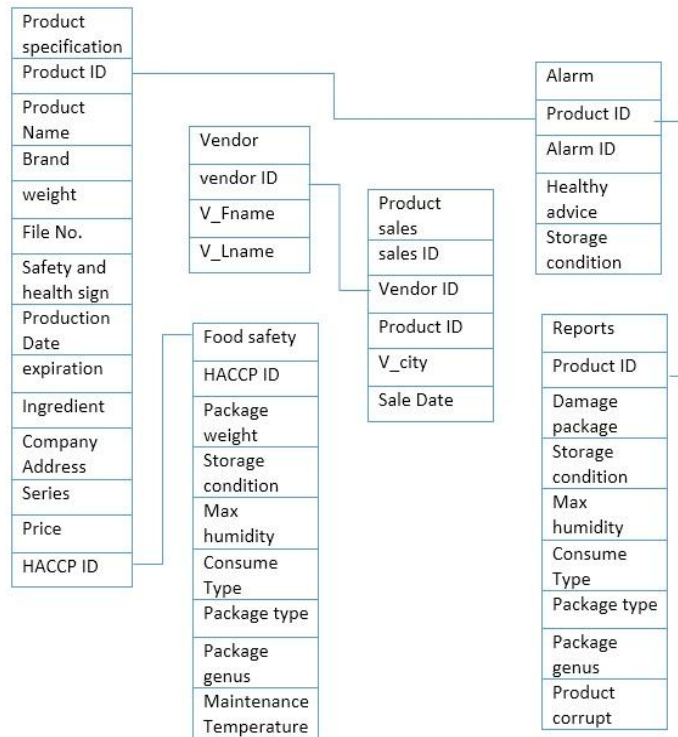 Product
specification
Product ID
Product
Name
Brand
weight
File No.
Safety and
health sign
Production
Date
expiration
Ingredient
Company
Address
Series
Price
HACCP ID
Vendor
vendor ID
V_Fname
V_Lname
Food safety
HACCP ID
Package
weight
Storage
condition
Max
humidity
Consume
Type
Package type
Package
genus
Maintenance
Temperature
Product
sales
sales ID
Vendor ID
Product ID
V_city
Sale Date
Alarm
Product ID
Alarm ID
Healthy
advice
Storage
condition
Reports
Product ID
Damage
package
Storage
condition
Max
humidity
Consume
Type
Package type
Package
genus
Product
corrupt